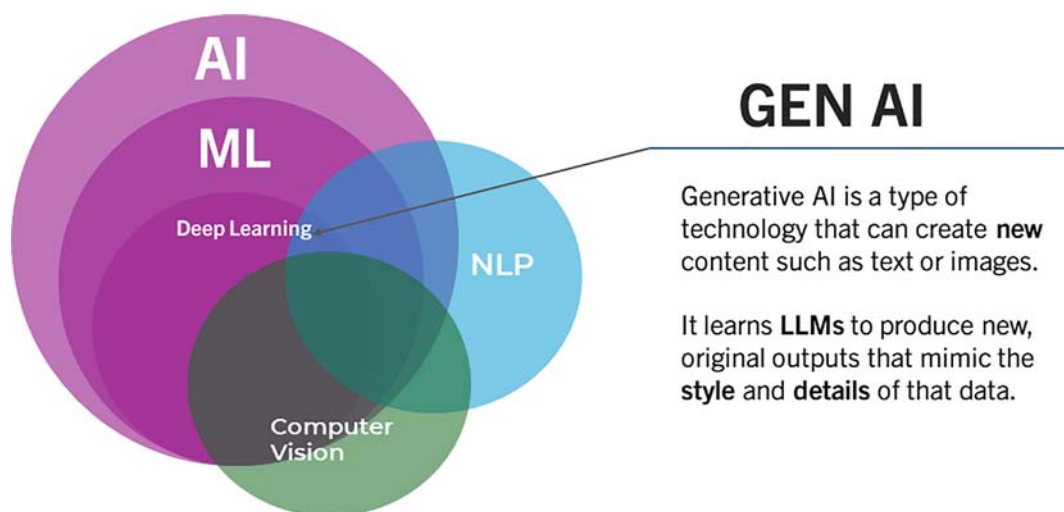 AI
ML
Deep Learning
NLP
Computer
Vision
GEN AI
Generative AI is a type of
technology that can create new
content such as text or images.
It learns LLMs to produce new,
original outputs that mimic the
style and details of that data.